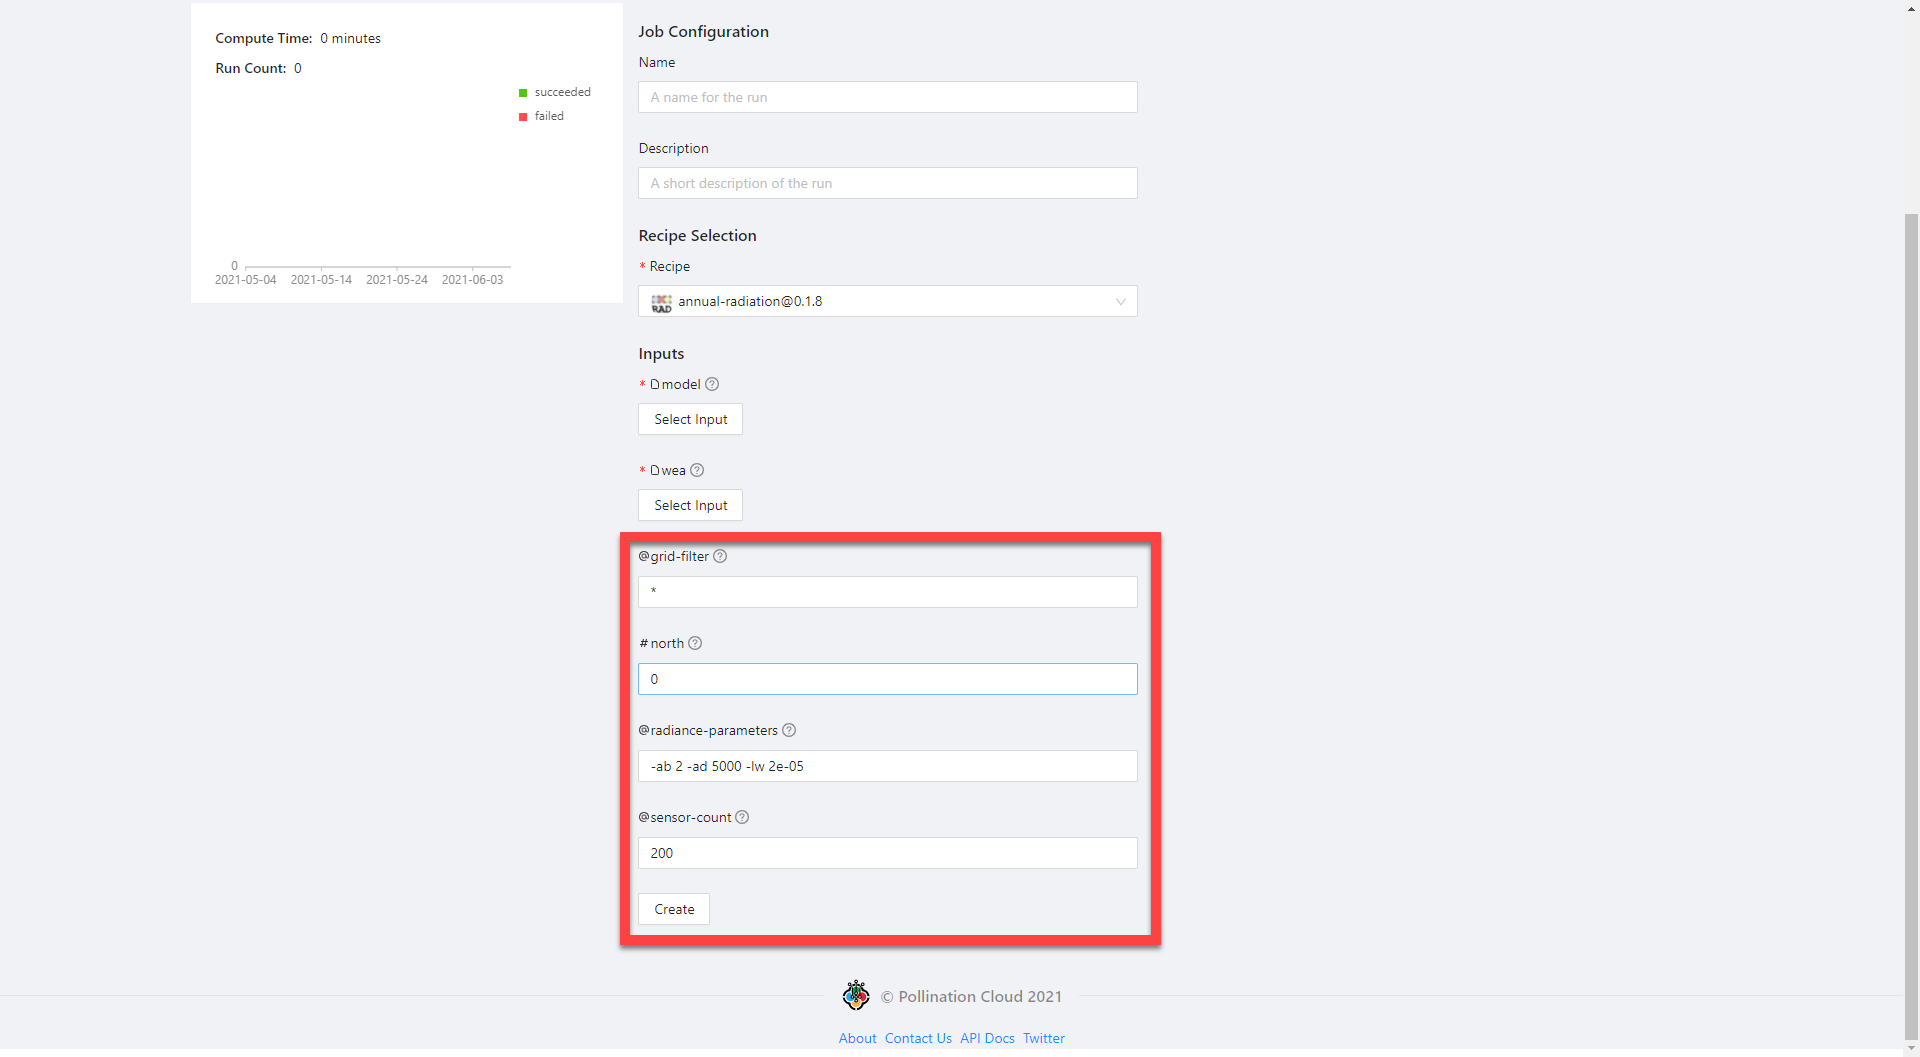 Compute Time: 0 minutes
Run Count: 0
succeeded
failed
0
2021-05-04 2021-05-14 2021-05-24 2021-06-03
Job Configuration
Name
A name for the run
Description
A short description of the run
Recipe Selection
* Recipe
RAD annual-radiation@0.1.8
Inputs
* model
Select Input
* wea
Select Input
@grid-filter
*
#north
0
@radiance-parameters
-ab 2 -ad 5000 -lw 2e-05
@sensor-count
200
Create
© Pollination Cloud 2021
About Contact Us API Docs Twitter